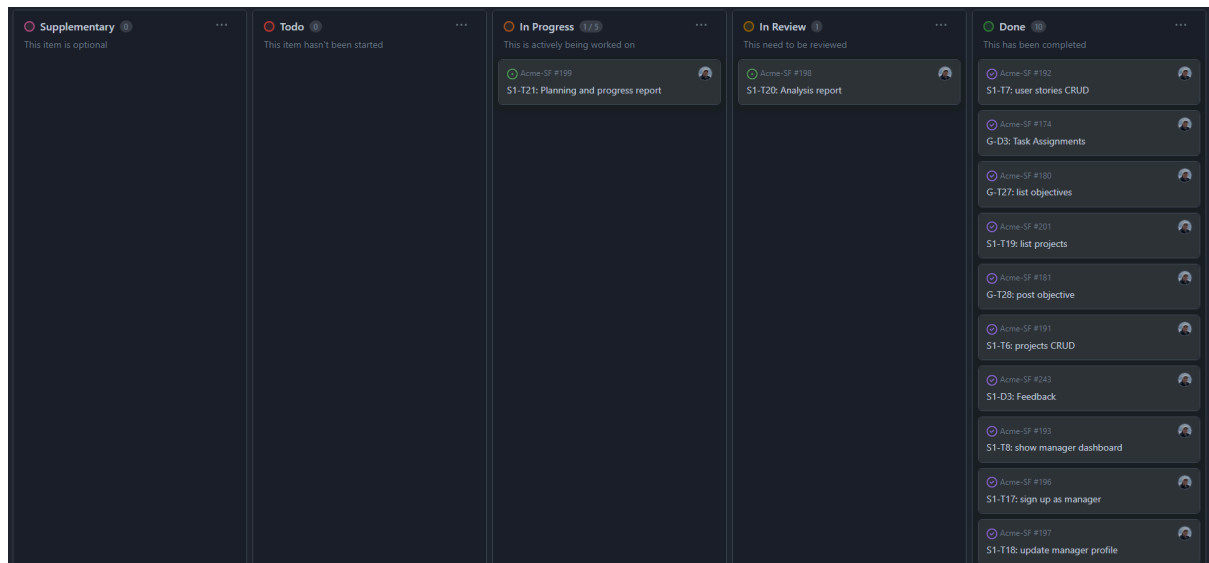 Supplementary 0
This item is optional
Todo 0
This item hasn't been started
In Progress 1 / 5
This is actively being worked on
Acme-SF #199
S1-T21: Planning and progress report
In Review 1
This need to be reviewed
Acme-SF #198
S1-T20: Analysis report
Done 10
This has been completed
Acme-SF #192
S1-T7: user stories CRUD
Acme-SF #174
G-D3: Task Assignments
Acme-SF #180
G-T27: list objectives
Acme-SF #201
S1-T19: list projects
Acme-SF #181
G-T28: post objective
Acme-SF #191
S1-T6: projects CRUD
Acme-SF #243
S1-D3: Feedback
Acme-SF #193
S1-T8: show manager dashboard
Acme-SF #196
S1-T17: sign up as manager
Acme-SF #197
S1-T18: update manager profile